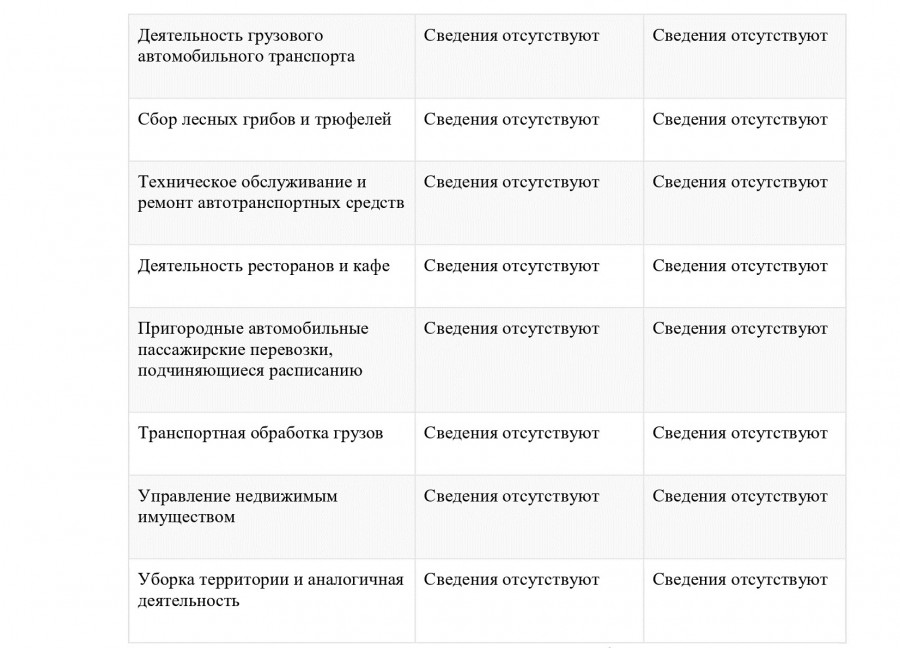 Деятельность грузового Сведения отсутствуют Сведения отсутствуют
автомобильного транспорта
Сбор лесных грибов и трюфелей Сведения отсутствуют Сведения отсутствуют
Техническое обслуживание и Сведения отсутствуют Сведения отсутствуют
ремонт автотранспортных средств
Деятельность ресторанов и кафе Сведения отсутствуют Сведения отсутствуют
Пригородные автомобильные Сведения отсутствуют Сведения отсутствуют
пассажирские перевозки,
подчиняющиеся расписанию
Транспортная обработка грузов Сведения отсутствуют Сведения отсутствуют
Управление недвижимым Сведения отсутствуют Сведения отсутствуют
имуществом
Уборка территории и аналогичная Сведения отсутствуют Сведения отсутствуют
деятельность